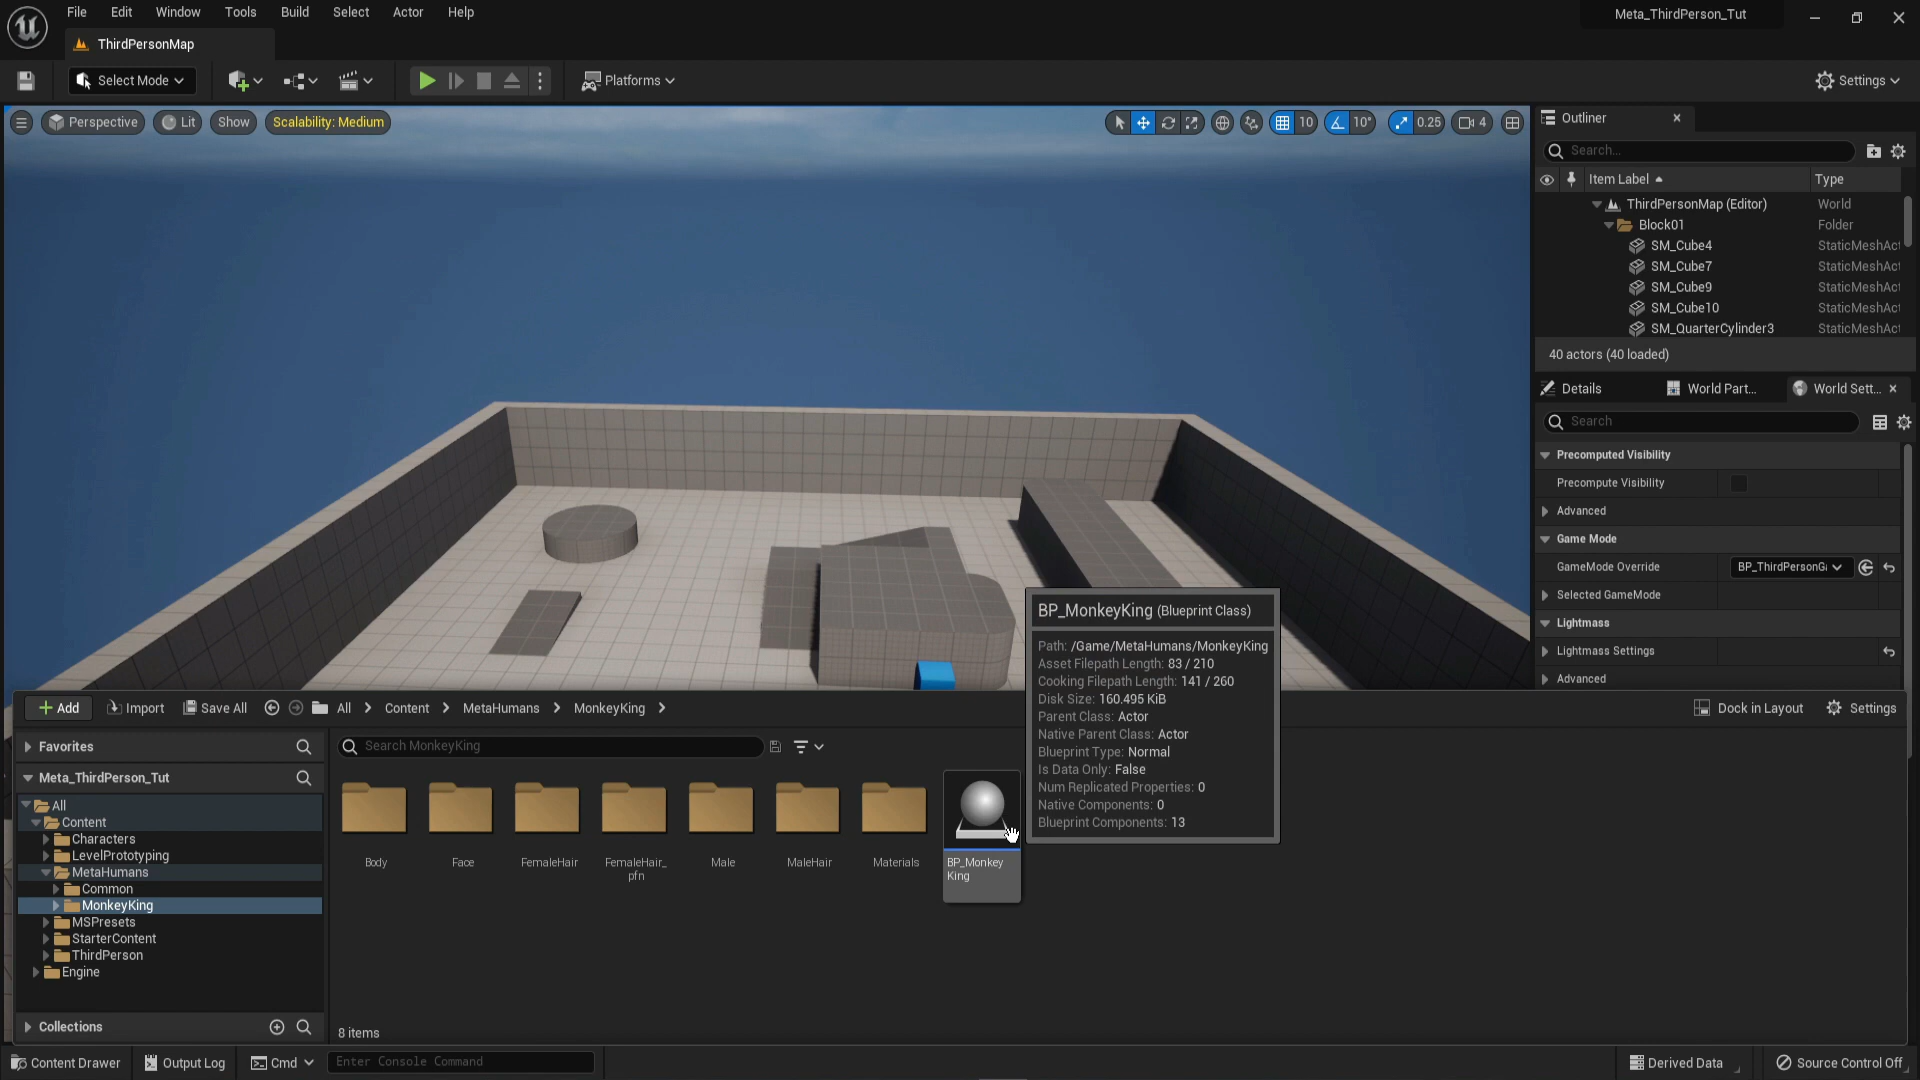 File Edit Window Tools Build Select Actor Help
Meta_ThirdPerson_Tut
ThirdPersonMap
Select Mode
Platforms
Settings
Perspective
Lit
Show
Scalability: Medium
10
10°
0.25
4
Outliner
Search...
Item Label
Type
ThirdPersonMap (Editor) World
Block01 Folder
SM_Cube4 StaticMeshAct
SM_Cube7 StaticMeshAct
SM_Cube9 StaticMeshAct
SM_Cube10 StaticMeshAct
SM_QuarterCylinder3 StaticMeshAct
40 actors (40 loaded)
Details
World Part...
World Sett...
Search
Precomputed Visibility
Precompute Visibility
Advanced
Game Mode
GameMode Override BP_ThirdPersonGa
Selected GameMode
Lightmass
Lightmass Settings
Advanced
BP_MonkeyKing (Blueprint Class)
Path: /Game/MetaHumans/MonkeyKing
Asset Filepath Length: 83 / 210
Cooking Filepath Length: 141 / 260
Disk Size: 160.495 KiB
Parent Class: Actor
Native Parent Class: Actor
Blueprint Type: Normal
Is Data Only: False
Num Replicated Properties: 0
Native Components: 0
Blueprint Components: 13
Add
Import
Save All
All
Content
MetaHumans
MonkeyKing
Dock in Layout
Settings
Favorites
Meta_ThirdPerson_Tut
All
Content
Characters
LevelPrototyping
MetaHumans
Common
MonkeyKing
MSPresets
StarterContent
ThirdPerson
Engine
Collections
Search MonkeyKing
Body
Face
FemaleHair
FemaleHair_
pfn
Male
MaleHair
Materials
BP_Monkey
King
8 items
Content Drawer
Output Log
Cmd
Enter Console Command
Derived Data
Source Control Off